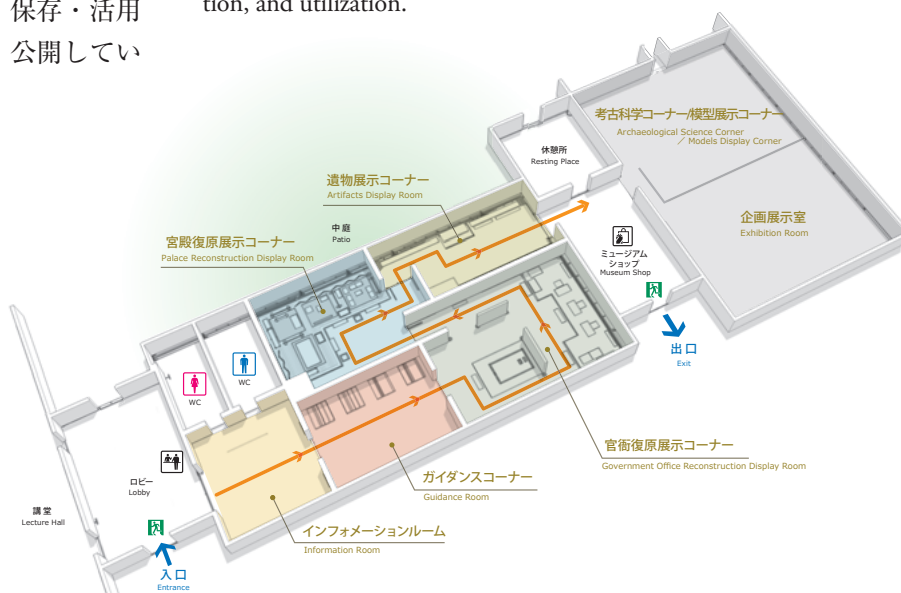 保存・活用
公開してい
tion, and utilization.
考古科学コーナー/模型展示コーナー
Archaeological Science Corner
／ Models Display Corner
休憩所
Resting Place
遺物展示コーナー
Artifacts Display Room
企画展示室
Exhibition Room
中庭
Patio
宮殿復原展示コーナー
Palace Reconstruction Display Room
ミュージアム
ショップ
Museum Shop
出口
Exit
WC
WC
官衙復原展示コーナー
Government Office Reconstruction Display Room
ガイダンスコーナー
Guidance Room
ロビー
Lobby
講堂
Lecture Hall
インフォメーションルーム
Information Room
入口
Entrance